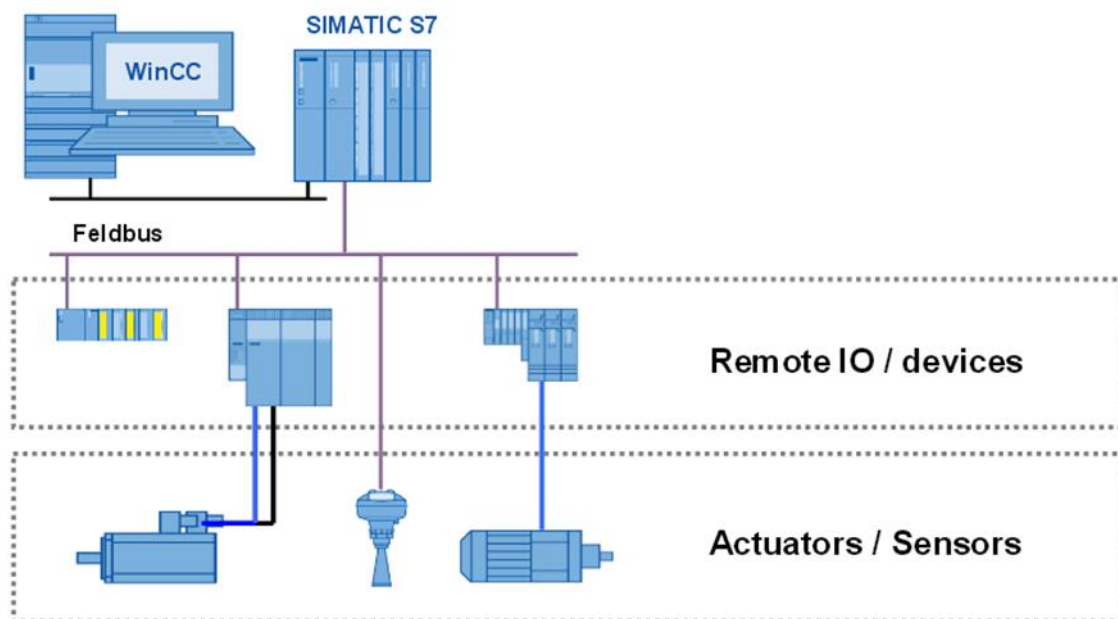 SIMATIC S7
WinCC
Feldbus
Remote IO / devices
Actuators / Sensors